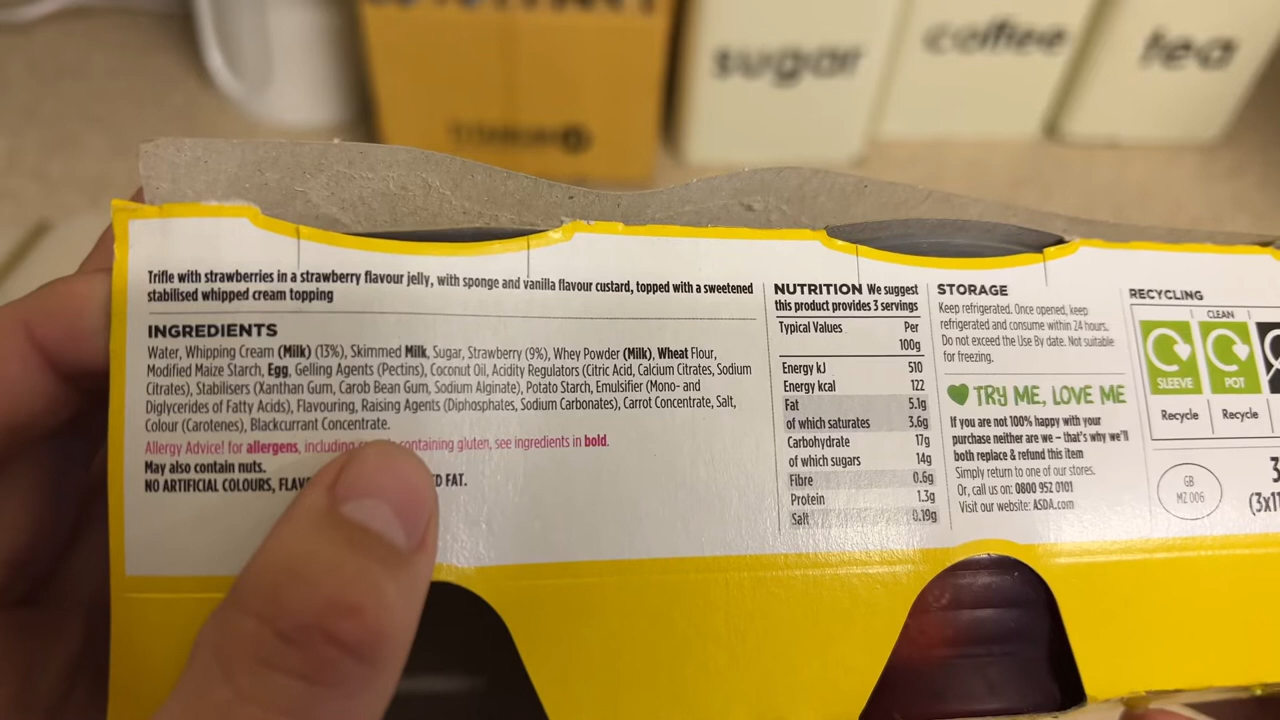 sugar
coffee
tea
Trifle with strawberries in a strawberry flavour jelly, with sponge and vanilla flavour custard, topped with a sweetened
stabilised whipped cream topping
INGREDIENTS
Water, Whipping Cream (Milk) (13%), Skimmed Milk, Sugar, Strawberry (9%), Whey Powder (Milk), Wheat Flour,
Modified Maize Starch, Egg, Gelling Agents (Pectins), Coconut Oil, Acidity Regulators (Citric Acid, Calcium Citrates, Sodium
Citrates), Stabilisers (Xanthan Gum, Carob Bean Gum, Sodium Alginate), Potato Starch, Emulsifier (Mono- and
Diglycerides of Fatty Acids), Flavouring, Raising Agents (Diphosphates, Sodium Carbonates), Carrot Concentrate, Salt,
Colour (Carotenes), Blackcurrant Concentrate.
Allergy Advice! for allergens, including containing gluten, see ingredients in bold.
May also contain nuts.
NO ARTIFICIAL COLOURS, FAT.
NUTRITION We suggest
this product provides 3 servings
Typical Values Per
100g
Energy kJ 510
Energy kcal 122
Fat 5.1g
of which saturates 3.6g
Carbohydrate 17g
of which sugars 14g
Fibre 0.6g
Protein 1.3g
Salt 0.19g
STORAGE
Keep refrigerated. Once opened, keep
refrigerated and consume within 24 hours.
Do not exceed the Use By date. Not suitable
for freezing.
TRY ME, LOVE ME
If you are not 100% happy with your
purchase neither are we – that's why we'll
both replace & refund this item
Simply return to one of our stores.
Or, call us on: 0800 952 0101
Visit our website: ASDA.com
RECYCLING
CLEAN
SLEEVE POT
Recycle Recycle
GB
MZ 006